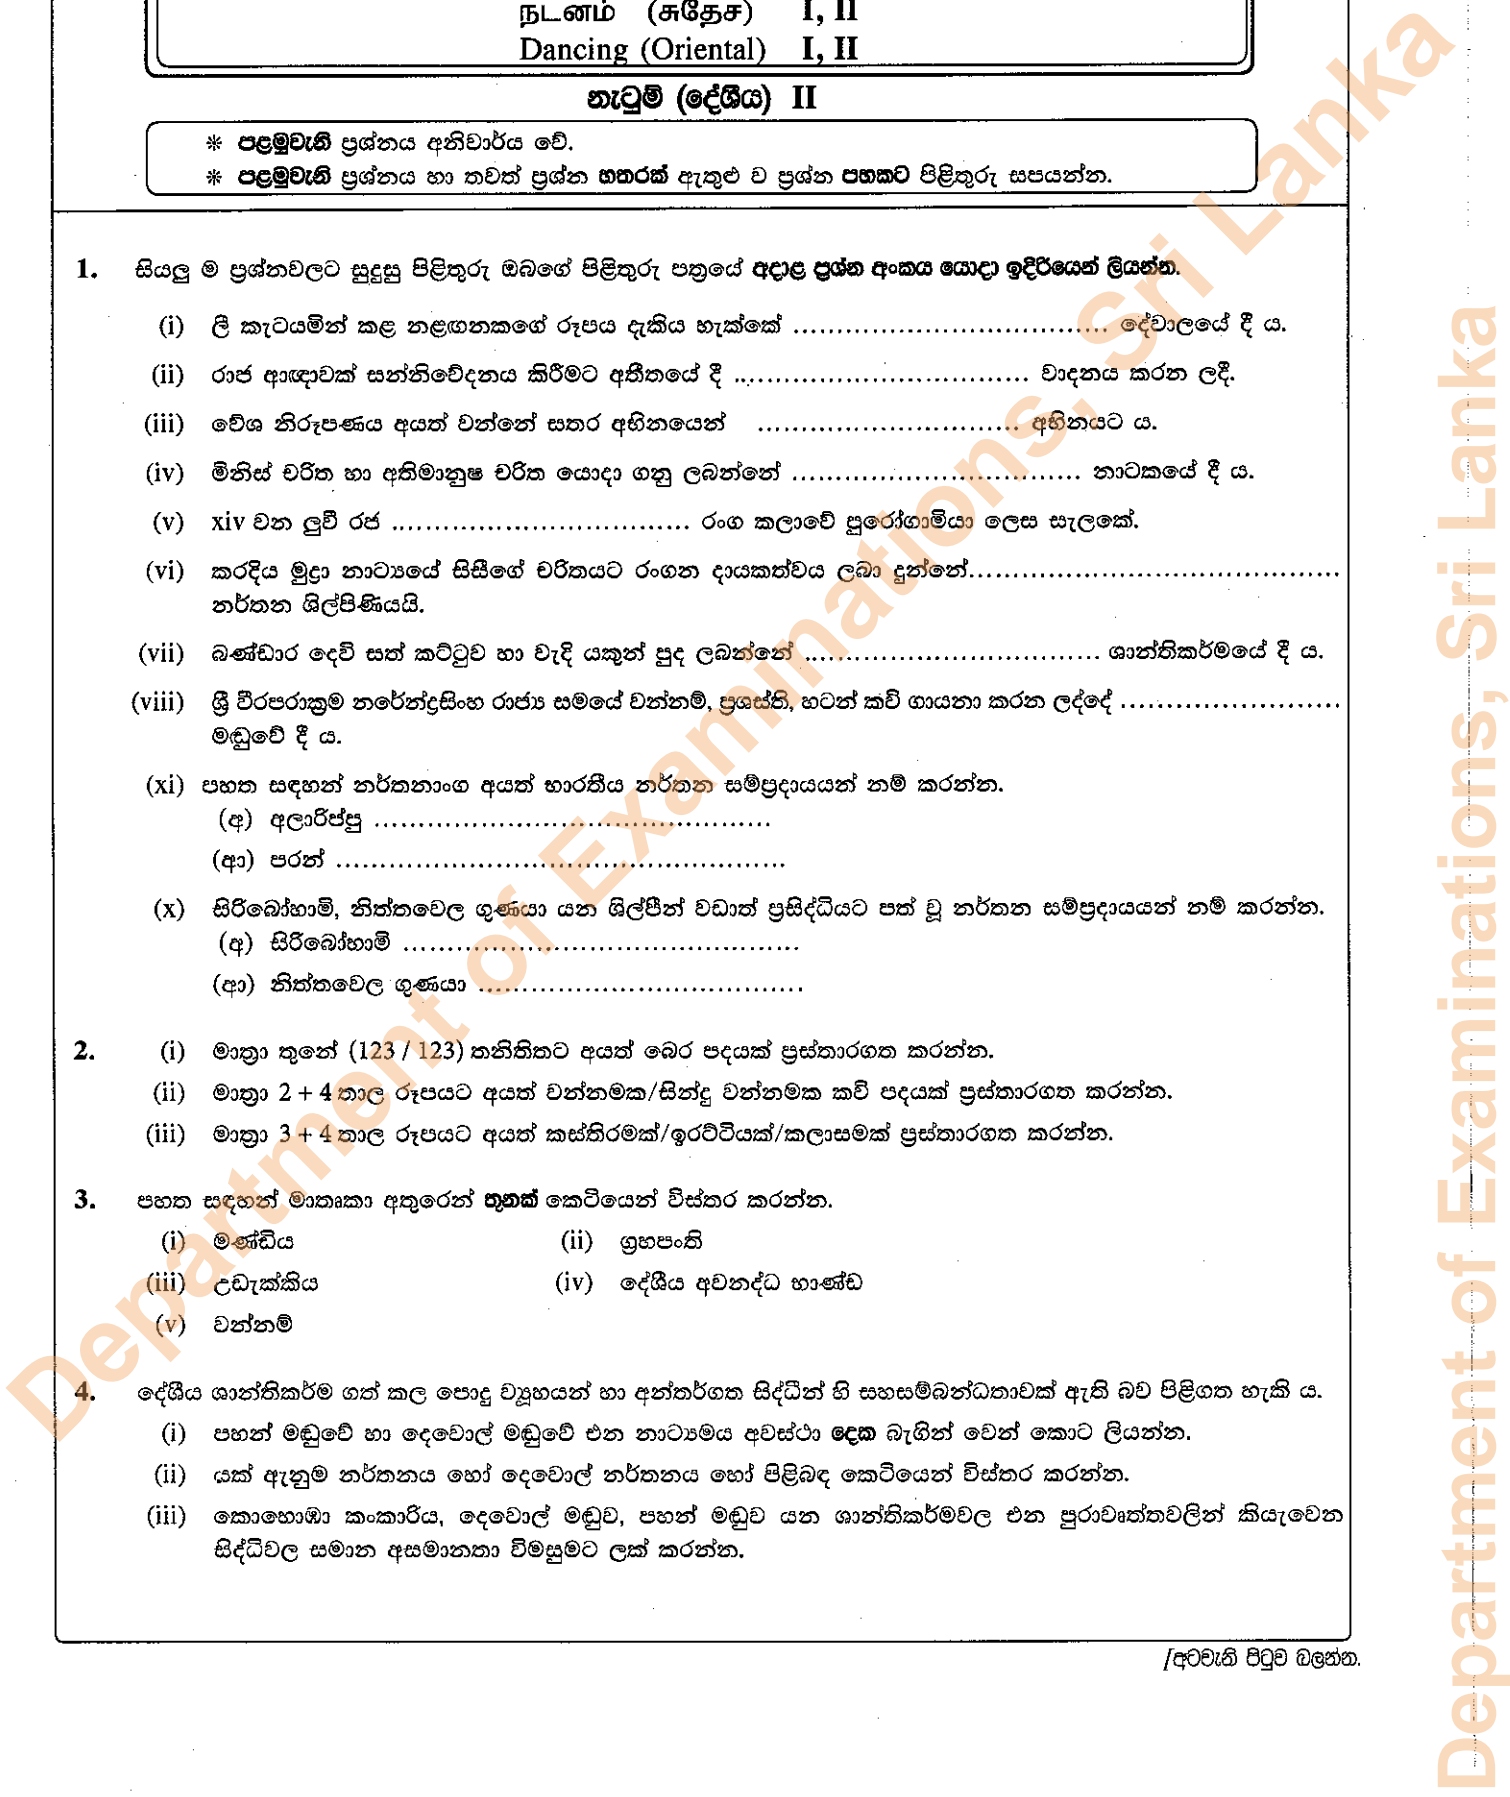 நடனம் (சுதேச) I, II
Dancing (Oriental) I, II
නැටුම් (දේශීය) II
* පළමුවැනි ප්‍රශ්නය අනිවාර්ය වේ.
* පළමුවැනි ප්‍රශ්නය හා තවත් ප්‍රශ්න හතරක් ඇතුළු ව ප්‍රශ්න පහකට පිළිතුරු සපයන්න.
1. සියලු ම ප්‍රශ්නවලට සුදුසු පිළිතුරු ඔබගේ පිළිතුරු පත්‍රයේ අදාළ ප්‍රශ්න අංකය යොදා ඉදිරියෙන් ලියන්න.
(i) ලී කැටයමින් කළ නළඟනකගේ රූපය දැකිය හැක්කේ .................................... දේවාලයේ දී ය.
(ii) රාජ ආඥාවක් සන්නිවේදනය කිරීමට අතීතයේ දී .................................... වාදනය කරන ලදී.
(iii) වේශ නිරූපණය අයත් වන්නේ සතර අභිනයෙන් .............................. අභිනයට ය.
(iv) මිනිස් චරිත හා අතිමානුෂ චරිත යොදා ගනු ලබන්නේ ................................. නාටකයේ දී ය.
(v) xiv වන ලුවී රජ .................................. රංග කලාවේ පුරෝගාමියා ලෙස සැලකේ.
(vi) කරදිය මුද්‍රා නාට්‍යයේ සිසීගේ චරිතයට රංගන දායකත්වය ලබා දුන්නේ..........................................
නර්තන ශිල්පිණියයි.
(vii) බණ්ඩාර දෙවි සත් කට්ටුව හා වැදි යකුන් පුද ලබන්නේ .................................. ශාන්තිකර්මයේ දී ය.
(viii) ශ්‍රී වීරපරාක්‍රම නරේන්ද්‍රසිංහ රාජ්‍ය සමයේ වන්නම්, ප්‍රශස්ති, හටන් කවි ගායනා කරන ලද්දේ ........................
මඬුවේ දී ය.
(xi) පහත සඳහන් නර්තනාංග අයත් භාරතීය නර්තන සම්ප්‍රදායයන් නම් කරන්න.
(අ) අලාරිප්පු .............................................
(ආ) පරන් ...................................................
(x) සිරිබෝහාමි, නිත්තවෙල ගුණයා යන ශිල්පීන් වඩාත් ප්‍රසිද්ධියට පත් වූ නර්තන සම්ප්‍රදායයන් නම් කරන්න.
(අ) සිරිබෝහාමි .............................................
(ආ) නිත්තවෙල ගුණයා .....................................
2. (i) මාත්‍රා තුනේ (123 / 123) තනිතිතට අයත් බෙර පදයක් ප්‍රස්තාරගත කරන්න.
(ii) මාත්‍රා 2 + 4 තාල රූපයට අයත් වන්නමක/සින්දු වන්නමක කවි පදයක් ප්‍රස්තාරගත කරන්න.
(iii) මාත්‍රා 3 + 4 තාල රූපයට අයත් කස්තිරමක්/ඉරට්ටියක්/කලාසමක් ප්‍රස්තාරගත කරන්න.
3. පහත සඳහන් මාතෘකා අතුරෙන් තුනක් කෙටියෙන් විස්තර කරන්න.
(i) මණ්ඩිය (ii) ග්‍රහපංති
(iii) උඩැක්කිය (iv) දේශීය අවනද්ධ භාණ්ඩ
(v) වන්නම්
4. දේශීය ශාන්තිකර්ම ගත් කල පොදු ව්‍යූහයන් හා අන්තර්ගත සිද්ධීන් හි සහසම්බන්ධතාවක් ඇති බව පිළිගත හැකි ය.
(i) පහන් මඬුවේ හා දෙවොල් මඬුවේ එන නාට්‍යමය අවස්ථා දෙක බැගින් වෙන් කොට ලියන්න.
(ii) යක් ඇනුම නර්තනය හෝ දෙවොල් නර්තනය හෝ පිළිබඳ කෙටියෙන් විස්තර කරන්න.
(iii) කොහොඹා කංකාරිය, දෙවොල් මඬුව, පහන් මඬුව යන ශාන්තිකර්මවල එන පුරාවෘත්තවලින් කියැවෙන
සිද්ධිවල සමාන අසමානතා විමසුමට ලක් කරන්න.
[අටවැනි පිටුව බලන්න.
Department of Examinations, Sri Lanka
Department of Examinations, Sri Lanka